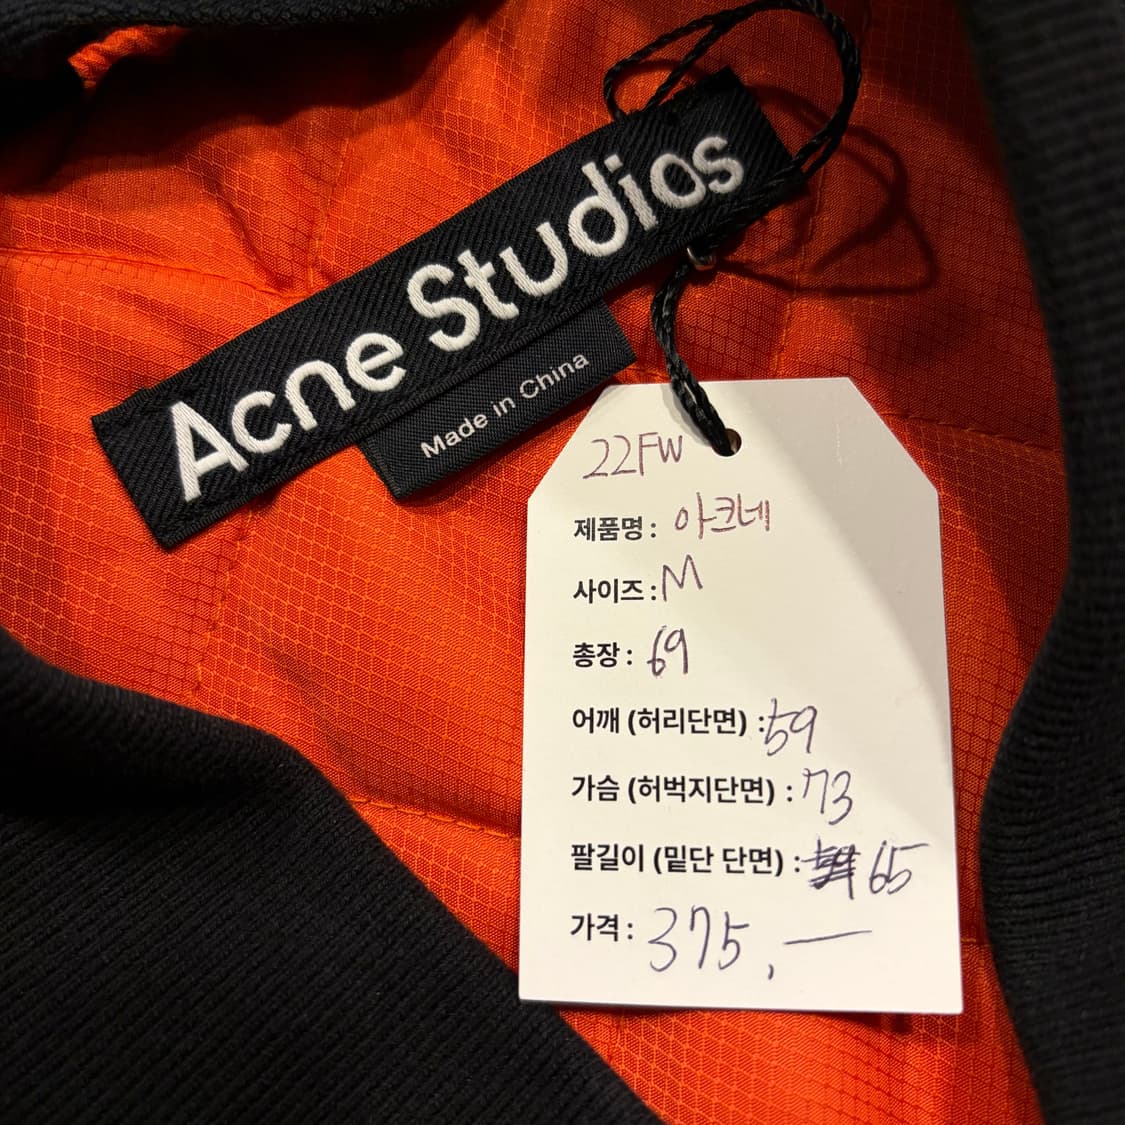 Acne Studios
Made in China
22FW
제품명 : 아크네
사이즈 : M
총장 : 69
어깨 (허리단면) : 59
가슴 (허벅지단면) : 73
팔길이 (밑단 단면) : 65
가격 : 375,—